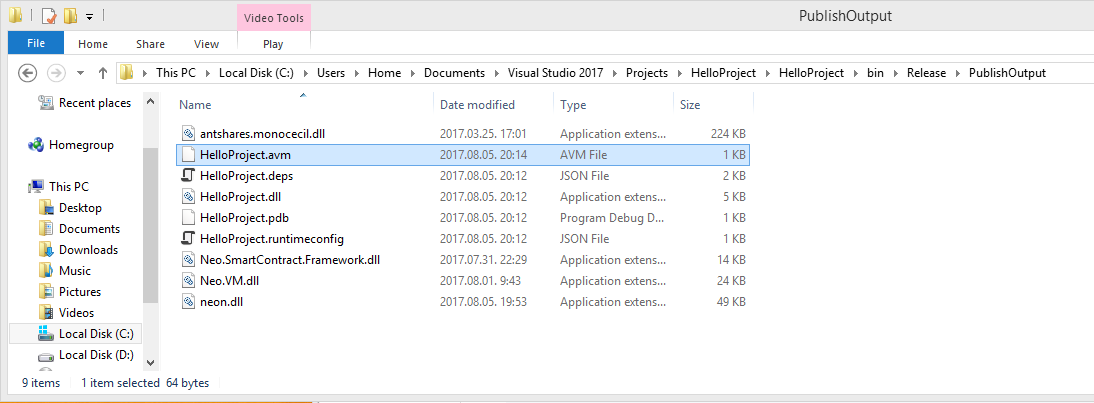 PublishOutput
Video Tools
File Home Share View Play
This PC Local Disk (C:) Users Home Documents Visual Studio 2017 Projects HelloProject HelloProject bin Release PublishOutput
Recent places
Homegroup
This PC
Desktop
Documents
Downloads
Music
Pictures
Videos
Local Disk (C:)
Local Disk (D:)
Name Date modified Type Size
antshares.monocecil.dll 2017.03.25. 17:01 Application extens... 224 KB
HelloProject.avm 2017.08.05. 20:14 AVM File 1 KB
HelloProject.deps 2017.08.05. 20:12 JSON File 2 KB
HelloProject.dll 2017.08.05. 20:12 Application extens... 5 KB
HelloProject.pdb 2017.08.05. 20:12 Program Debug D... 1 KB
HelloProject.runtimeconfig 2017.08.05. 20:12 JSON File 1 KB
Neo.SmartContract.Framework.dll 2017.07.31. 22:29 Application extens... 14 KB
Neo.VM.dll 2017.08.01. 9:43 Application extens... 24 KB
neon.dll 2017.08.05. 19:53 Application extens... 49 KB
9 items 1 item selected 64 bytes